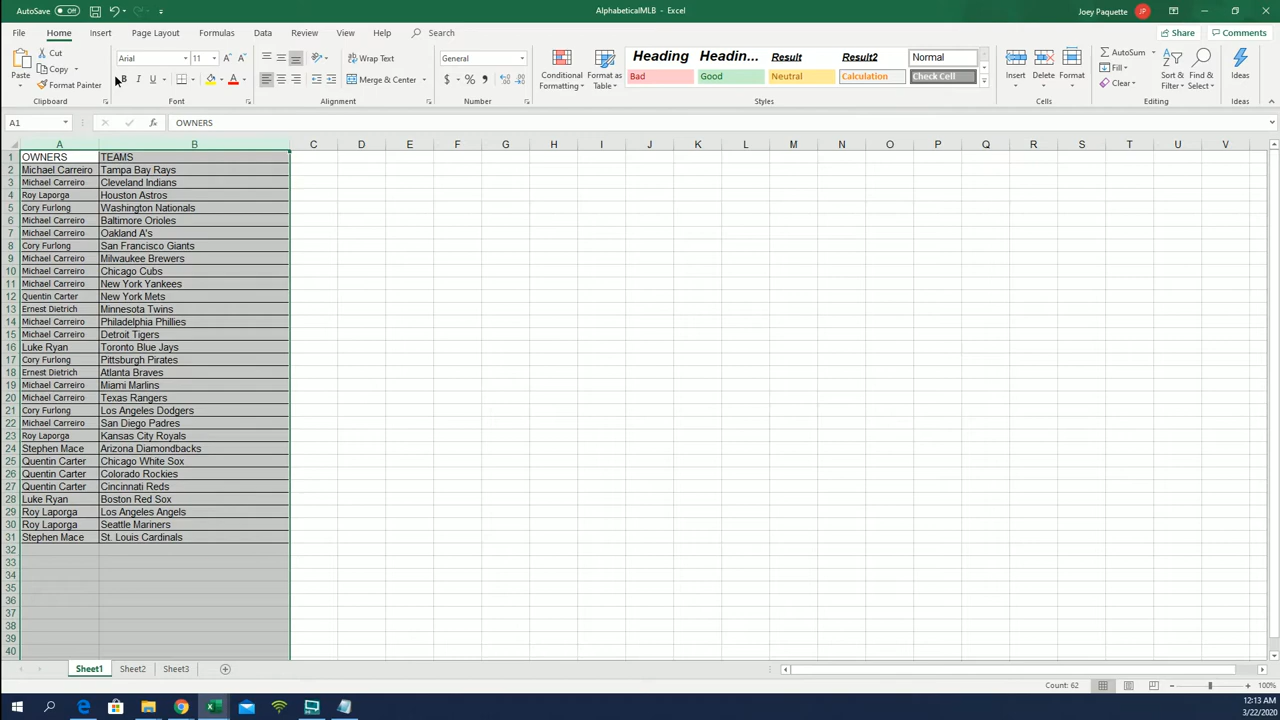 AutoSave Off AlphabeticalMLB - Excel Joey Paquette JP
File Home Insert Page Layout Formulas Data Review View Help Search Share Comments
Paste Cut Copy Format Painter Clipboard
Arial 11 B I U A Font
Wrap Text Merge & Center Alignment
General $ % , Number
Conditional Formatting Format as Table
Heading Headin... Result Result2 Normal
Bad Good Neutral Calculation Check Cell
Styles
Insert Delete Format Cells
AutoSum Fill Clear Sort & Filter Find & Select Editing
Ideas Ideas
A1 fx OWNERS
A B C D E F G H I J K L M N O P Q R S T U V
1 OWNERS TEAMS
2 Michael Carreiro Tampa Bay Rays
3 Michael Carreiro Cleveland Indians
4 Roy Laporga Houston Astros
5 Cory Furlong Washington Nationals
6 Michael Carreiro Baltimore Orioles
7 Michael Carreiro Oakland A's
8 Cory Furlong San Francisco Giants
9 Michael Carreiro Milwaukee Brewers
10 Michael Carreiro Chicago Cubs
11 Michael Carreiro New York Yankees
12 Quentin Carter New York Mets
13 Ernest Dietrich Minnesota Twins
14 Michael Carreiro Philadelphia Phillies
15 Michael Carreiro Detroit Tigers
16 Luke Ryan Toronto Blue Jays
17 Cory Furlong Pittsburgh Pirates
18 Ernest Dietrich Atlanta Braves
19 Michael Carreiro Miami Marlins
20 Michael Carreiro Texas Rangers
21 Cory Furlong Los Angeles Dodgers
22 Michael Carreiro San Diego Padres
23 Roy Laporga Kansas City Royals
24 Stephen Mace Arizona Diamondbacks
25 Quentin Carter Chicago White Sox
26 Quentin Carter Colorado Rockies
27 Quentin Carter Cincinnati Reds
28 Luke Ryan Boston Red Sox
29 Roy Laporga Los Angeles Angels
30 Roy Laporga Seattle Mariners
31 Stephen Mace St. Louis Cardinals
32
33
34
35
36
37
38
39
40
Sheet1 Sheet2 Sheet3
Count: 62 100%
12:13 AM
3/22/2020